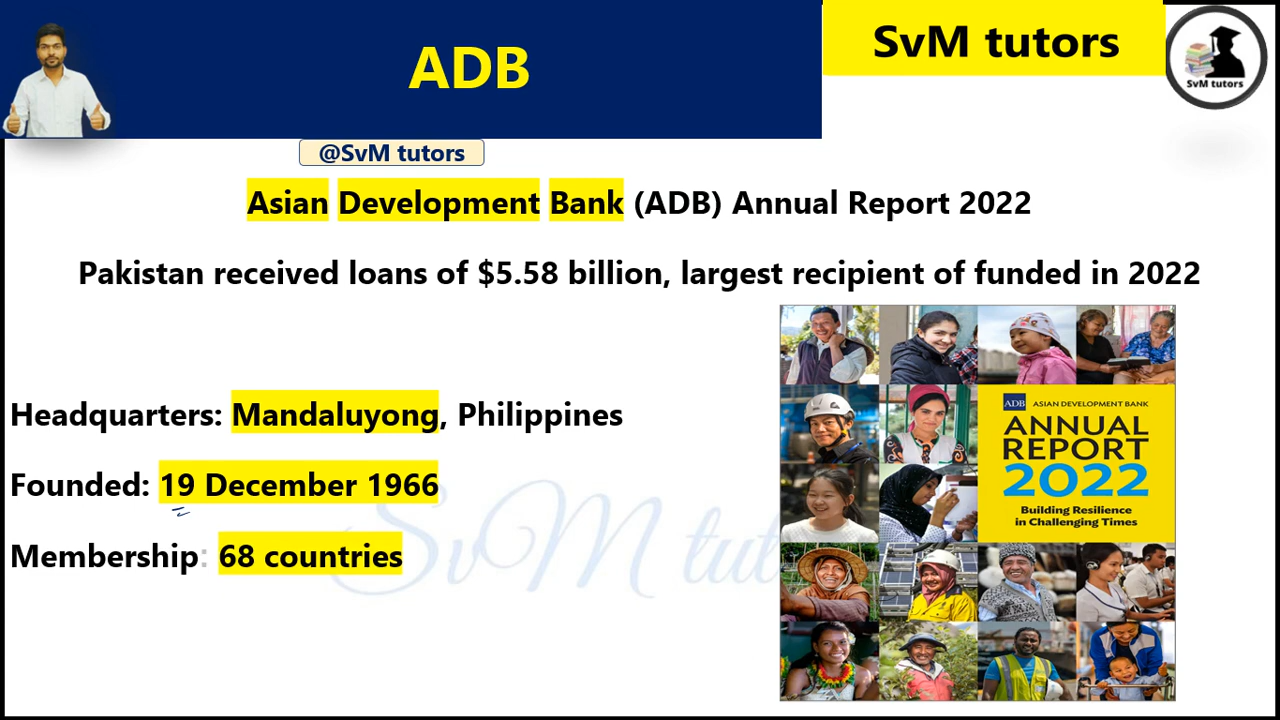 ADB
SvM tutors
SvM tutors
@SvM tutors
Asian Development Bank (ADB) Annual Report 2022
Pakistan received loans of $5.58 billion, largest recipient of funded in 2022
Headquarters: Mandaluyong, Philippines
Founded: 19 December 1966
Membership: 68 countries
SvM tut
ADB ASIAN DEVELOPMENT BANK
ANNUAL
REPORT
2022
Building Resilience
in Challenging Times